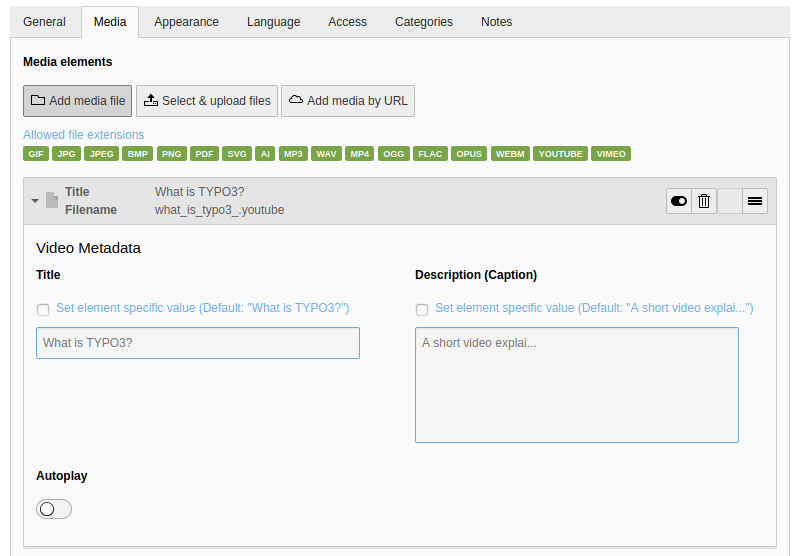 General Media Appearance Language Access Categories Notes
Media elements
Add media file Select & upload files Add media by URL
Allowed file extensions
GIF JPG JPEG BMP PNG PDF SVG AI MP3 WAV MP4 OGG FLAC OPUS WEBM YOUTUBE VIMEO
Title What is TYPO3?
Filename what_is_typo3_.youtube
Video Metadata
Title Description (Caption)
Set element specific value (Default: "What is TYPO3?") Set element specific value (Default: "A short video explai...")
What is TYPO3? A short video explai...
Autoplay